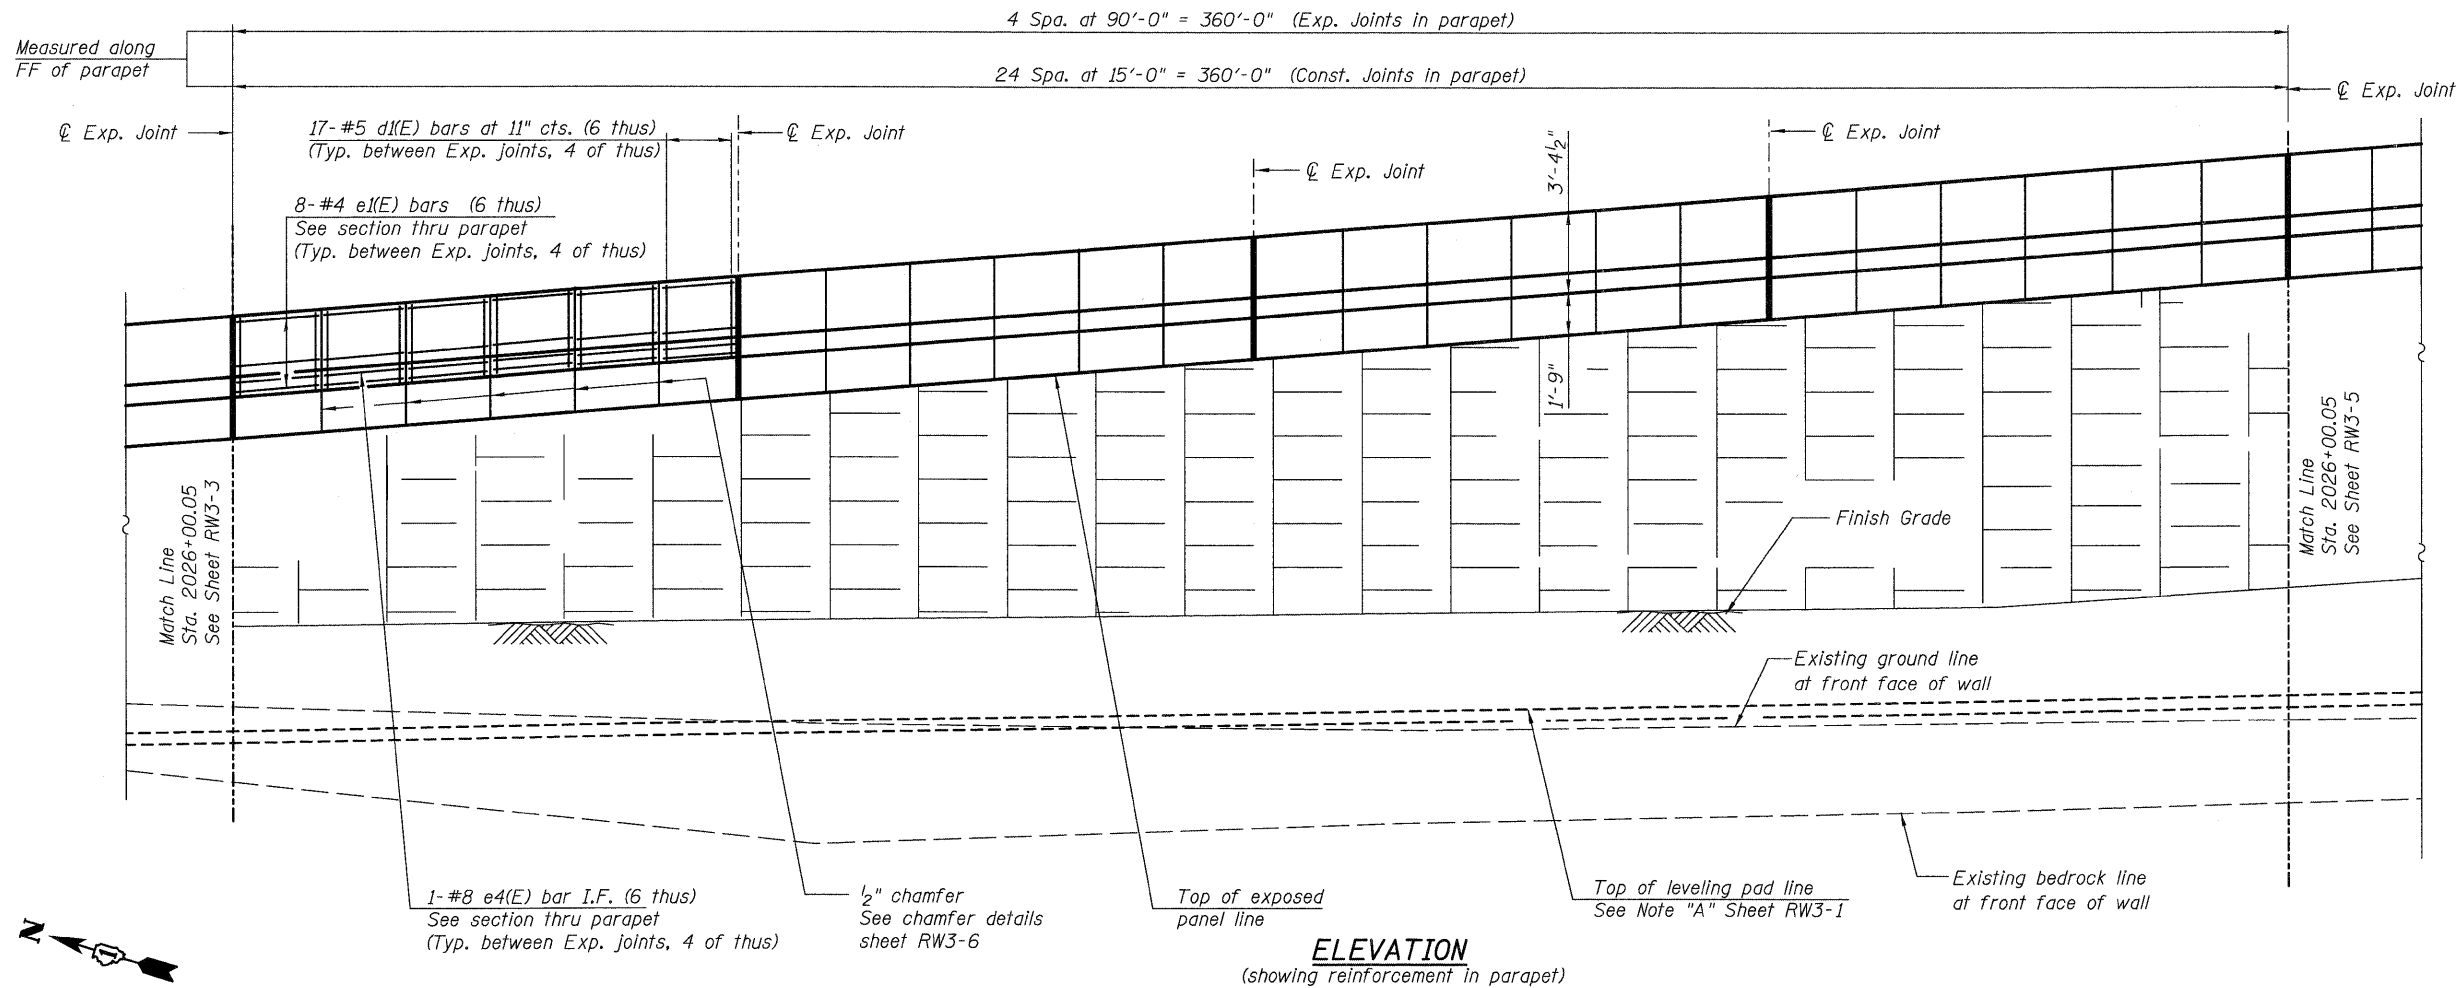 4 Spa. at 90'-0" = 360'-0" (Exp. Joints in parapet)
Measured along
FF of parapet
24 Spa. at 15'-0" = 360'-0" (Const. Joints in parapet)
℄ Exp. Joint
17-#5 d1(E) bars at 11" cts. (6 thus)
(Typ. between Exp. joints, 4 of thus)
℄ Exp. Joint
℄ Exp. Joint
℄ Exp. Joint
℄ Exp. Joint
3'-4½"
8-#4 e1(E) bars (6 thus)
See section thru parapet
(Typ. between Exp. joints, 4 of thus)
1'-9"
Match Line
Sta. 2026+00.05
See Sheet RW3-3
Match Line
Sta. 2026+00.05
See Sheet RW3-5
Finish Grade
Existing ground line
at front face of wall
1-#8 e4(E) bar I.F. (6 thus)
See section thru parapet
(Typ. between Exp. joints, 4 of thus)
½" chamfer
See chamfer details
sheet RW3-6
Top of exposed
panel line
Top of leveling pad line
See Note "A" Sheet RW3-1
Existing bedrock line
at front face of wall
N
ELEVATION
(showing reinforcement in parapet)